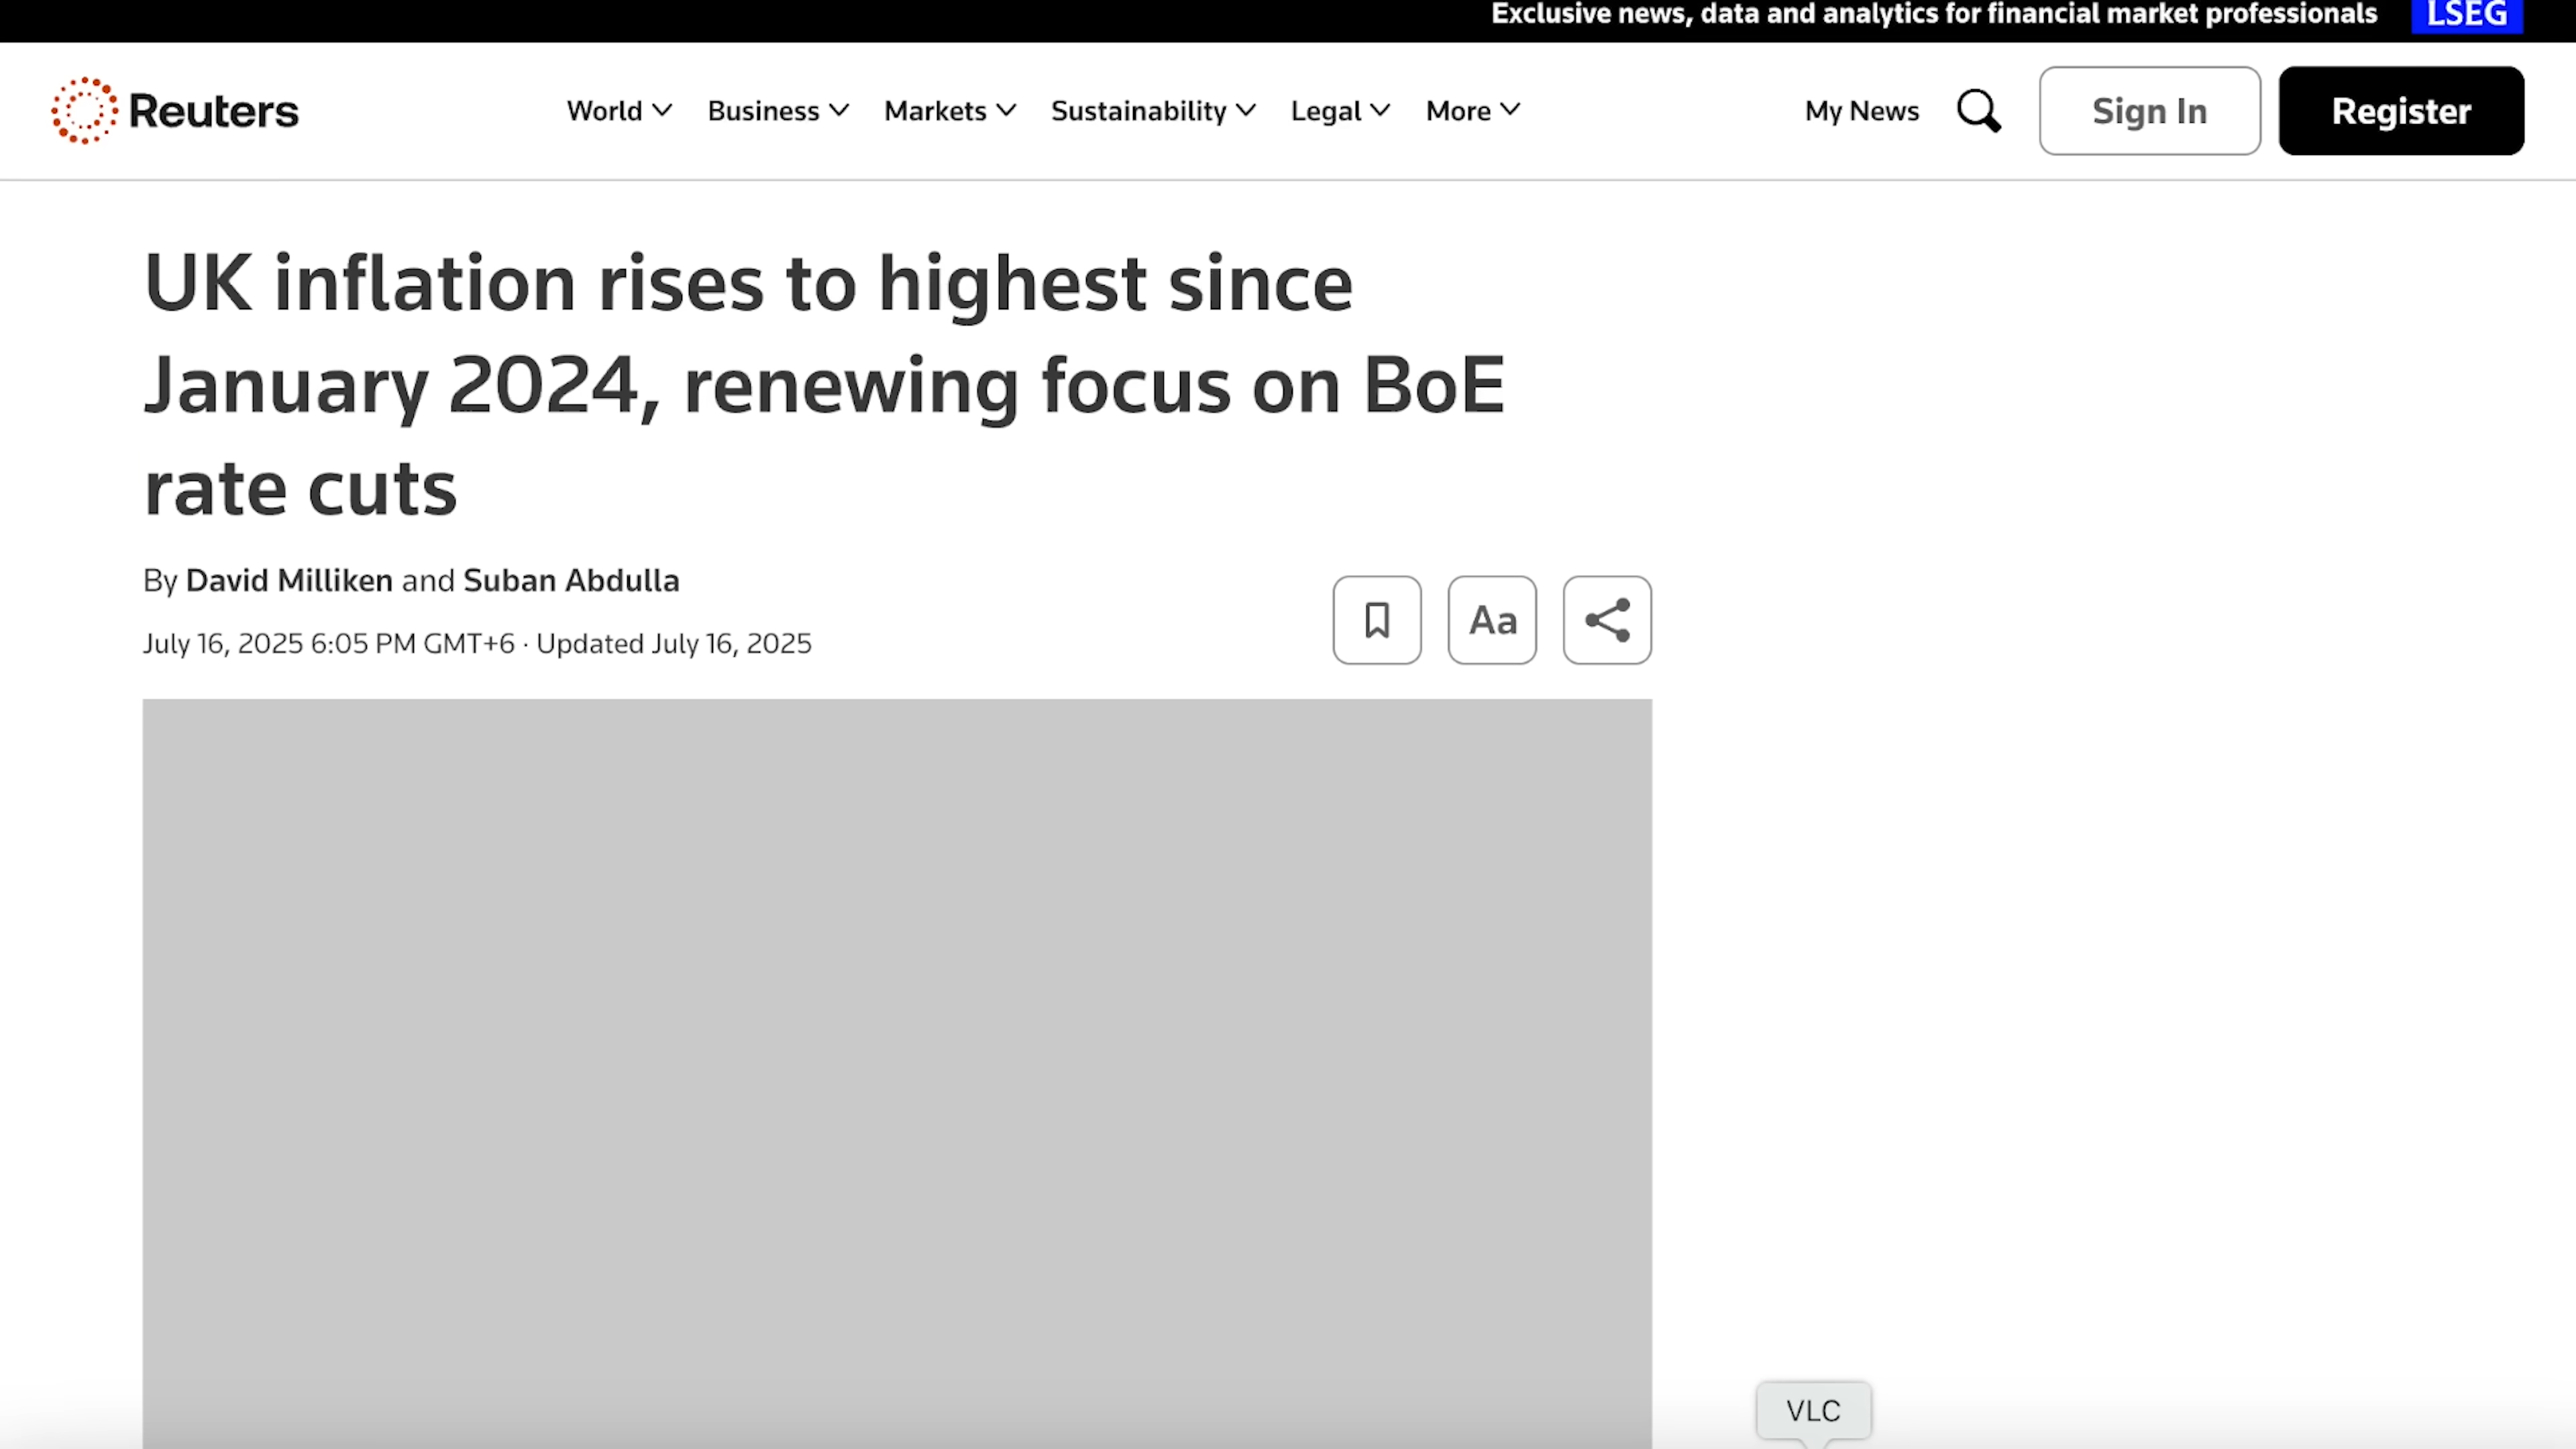 Exclusive news, data and analytics for financial market professionals LSEG
Reuters World Business Markets Sustainability Legal More My News Sign In Register
UK inflation rises to highest since
January 2024, renewing focus on BoE
rate cuts
By David Milliken and Suban Abdulla
July 16, 2025 6:05 PM GMT+6 · Updated July 16, 2025
Aa
VLC